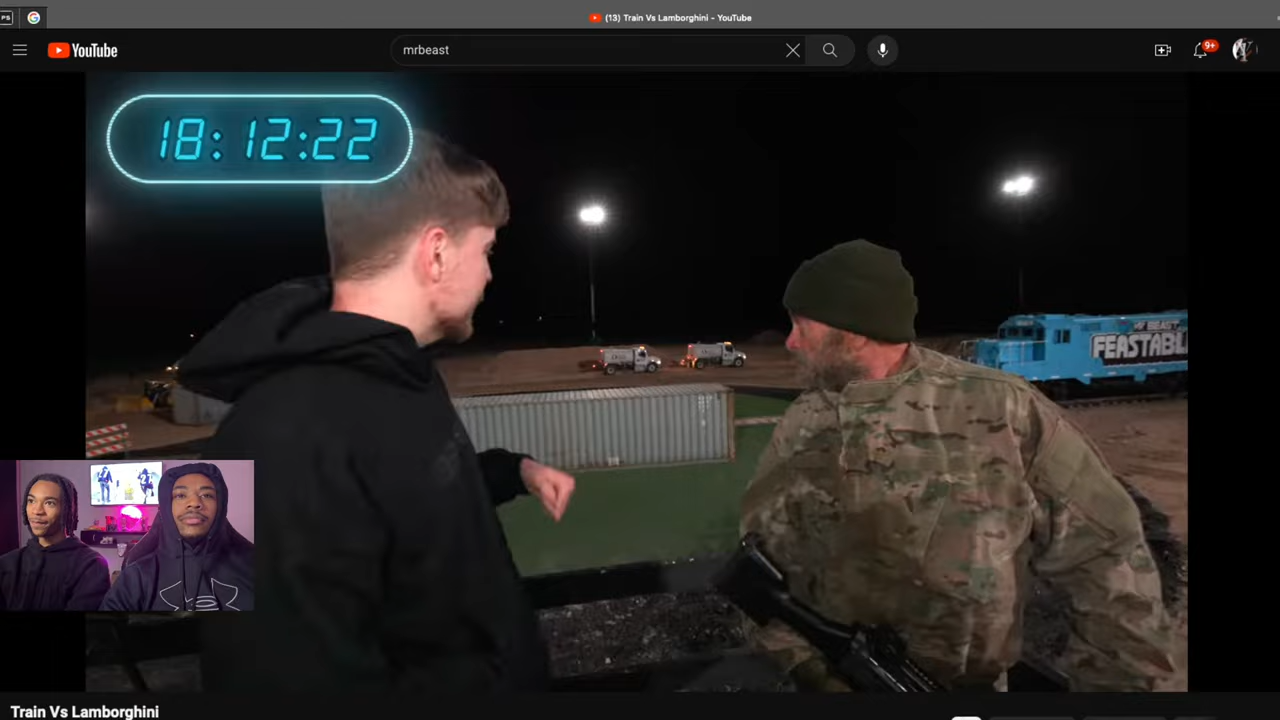 (13) Train Vs Lamborghini - YouTube
YouTube
mrbeast
9+
18:12:22
FEASTABL
Train Vs Lamborghini